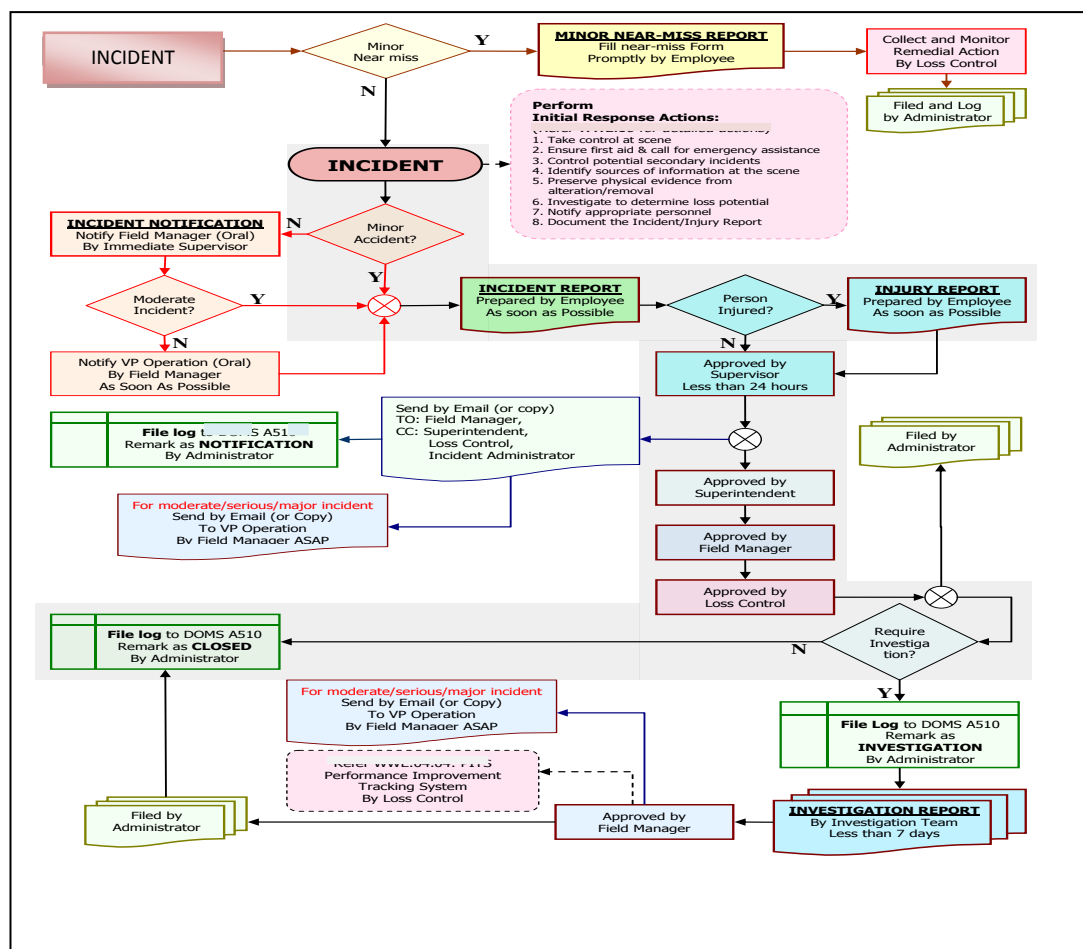 INCIDENT
Minor
Near miss
Y
MINOR NEAR-MISS REPORT
Fill near-miss Form
Promptly by Employee
Collect and Monitor
Remedial Action
By Loss Control
N
Filed and Log
by Administrator
Perform
Initial Response Actions:
for detailed actions)
1. Take control at scene
2. Ensure first aid & call for emergency assistance
3. Control potential secondary incidents
4. Identify sources of information at the scene
5. Preserve physical evidence from
alteration/removal
6. Investigate to determine loss potential
7. Notify appropriate personnel
8. Document the Incident/Injury Report
INCIDENT
INCIDENT NOTIFICATION
Notify Field Manager (Oral)
By Immediate Supervisor
N
Minor
Accident?
Y
Moderate
Incident?
Y
N
INCIDENT REPORT
Prepared by Employee
As soon as Possible
Person
Injured?
Y
N
INJURY REPORT
Prepared by Employee
As soon as Possible
Notify VP Operation (Oral)
By Field Manager
As Soon As Possible
Approved by
Supervisor
Less than 24 hours
File log to DOMS A510
Remark as NOTIFICATION
By Administrator
Send by Email (or copy)
TO: Field Manager,
CC: Superintendent,
Loss Control,
Incident Administrator
Filed by
Administrator
Approved by
Superintendent
For moderate/serious/major incident
Send by Email (or Copy)
To VP Operation
By Field Manager ASAP
Approved by
Field Manager
Approved by
Loss Control
File log to DOMS A510
Remark as CLOSED
By Administrator
N
Require
Investiga
tion?
Y
For moderate/serious/major incident
Send by Email (or Copy)
To VP Operation
By Field Manager ASAP
File Log to DOMS A510
Remark as
INVESTIGATION
By Administrator
Performance Improvement
Tracking System
By Loss Control
Filed by
Administrator
Approved by
Field Manager
INVESTIGATION REPORT
By Investigation Team
Less than 7 days